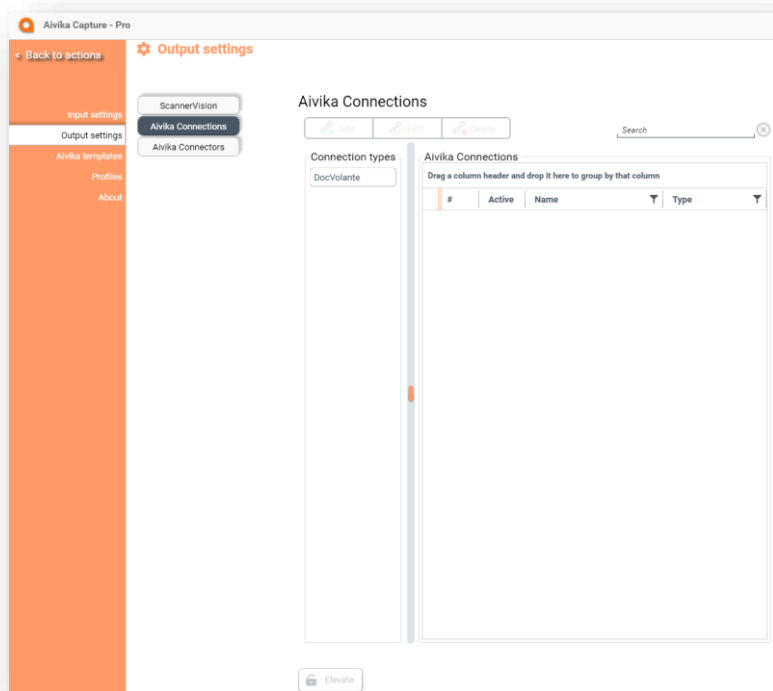 Aivika Capture - Pro
< Back to actions
Output settings
Input settings
Output settings
Aivika templates
Profiles
About
ScannerVision
Aivika Connections
Aivika Connectors
Aivika Connections
Add Edit Delete
Search
Connection types
DocVolante
Aivika Connections
Drag a column header and drop it here to group by that column
# Active Name Type
Elevate